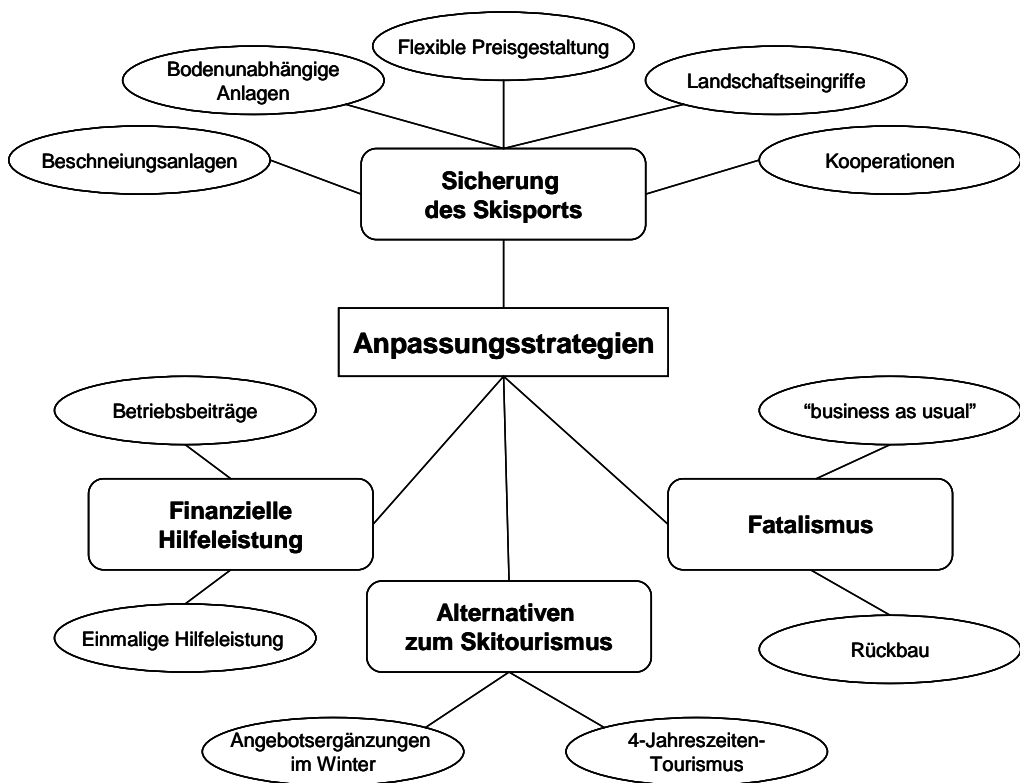 Flexible Preisgestaltung
Bodenunabhängige
Anlagen
Landschaftseingriffe
Beschneiungsanlagen
Kooperationen
Sicherung
des Skisports
Anpassungsstrategien
Betriebsbeiträge
“business as usual”
Finanzielle
Hilfeleistung
Fatalismus
Einmalige Hilfeleistung
Alternativen
zum Skitourismus
Rückbau
Angebotsergänzungen
im Winter
4-Jahreszeiten-
Tourismus